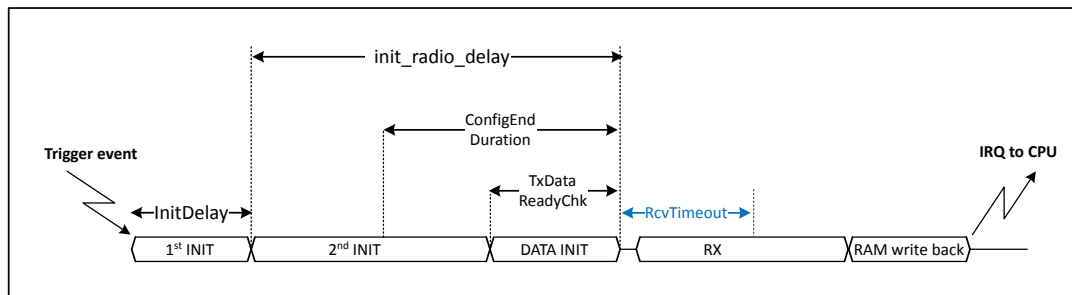 init_radio_delay
ConfigEnd
Duration
Trigger event
IRQ to CPU
TxData
ReadyChk
InitDelay
RcvTimeout
1st INIT
2nd INIT
DATA INIT
RX
RAM write back